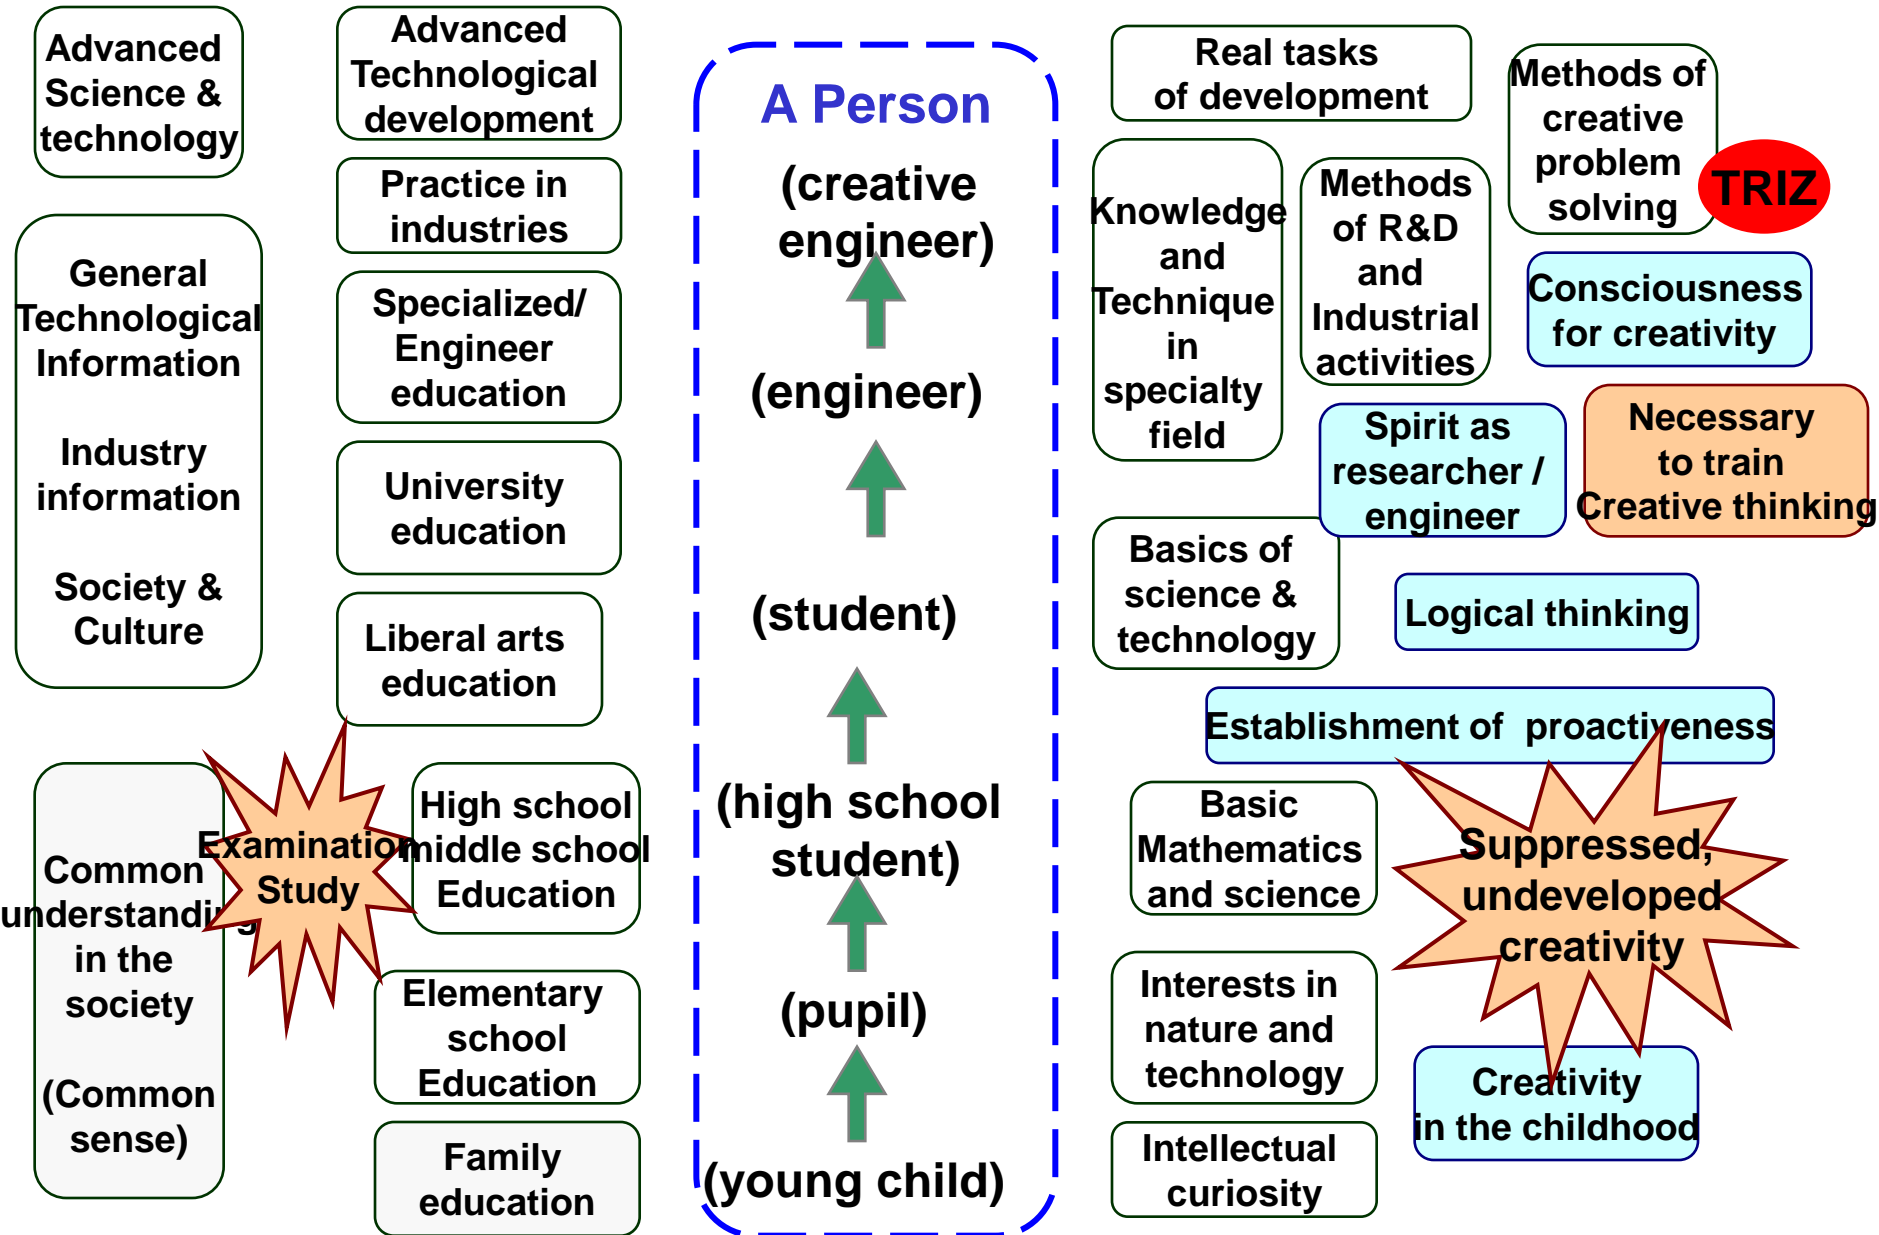 Advanced
Science &
technology
General
Technological
Information
Industry
information
Society &
Culture
Common
understanding
in the
society
(Common
sense)
Examination
Study
Advanced
Technological
development
Practice in
industries
Specialized/
Engineer
education
University
education
Liberal arts
education
High school
middle school
Education
Elementary
school
Education
Family
education
A Person
(creative
engineer)
(engineer)
(student)
(high school
student)
(pupil)
(young child)
Real tasks
of development
Methods of
creative
problem
solving
TRIZ
Knowledge
and
Technique
in
specialty
field
Methods
of R&D
and
Industrial
activities
Consciousness
for creativity
Spirit as
researcher /
engineer
Necessary
to train
Creative thinking
Basics of
science &
technology
Logical thinking
Establishment of  proactiveness
Basic
Mathematics
and science
Suppressed,
undeveloped
creativity
Interests in
nature and
technology
Creativity
in the childhood
Intellectual
curiosity